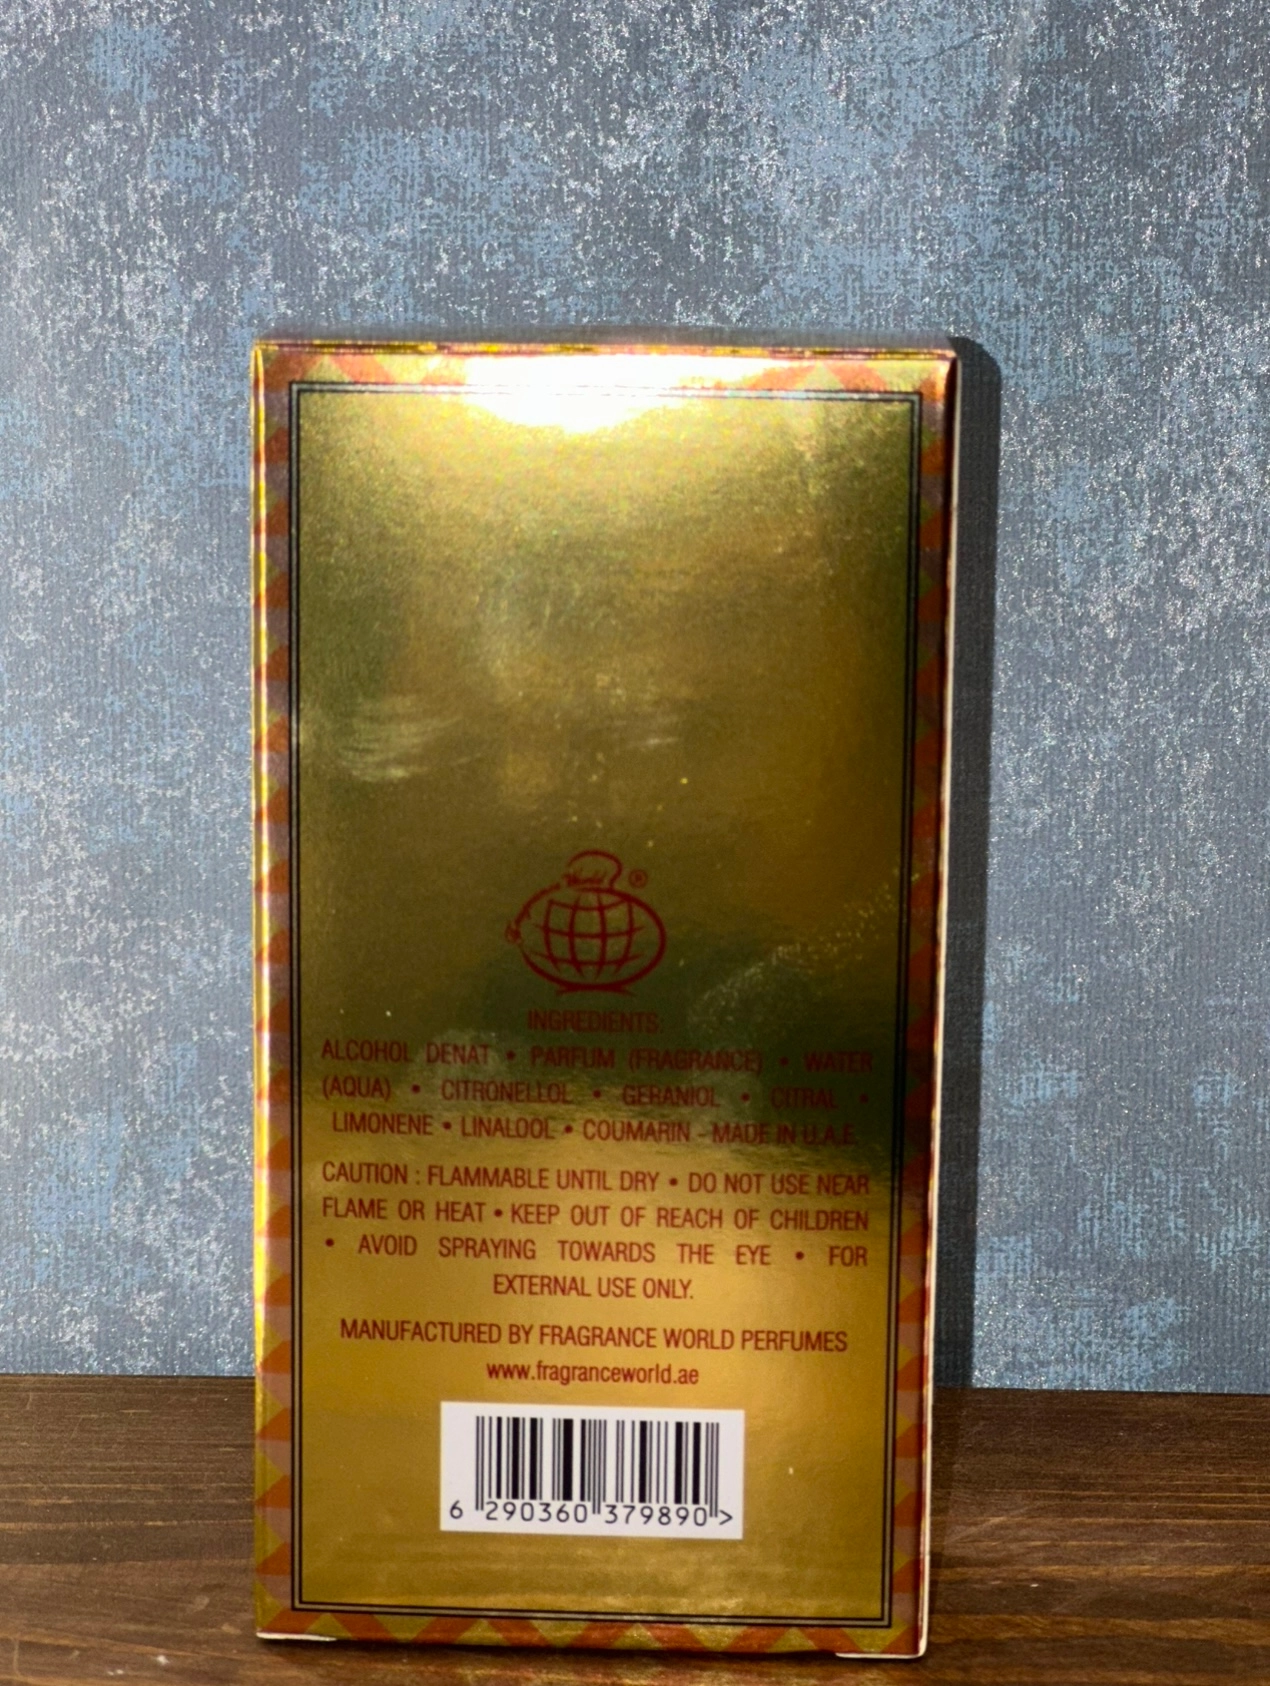 Fragrance World ®
INGREDIENTS:
ALCOHOL DENAT • PARFUM (FRAGRANCE) • WATER
(AQUA) • CITRONELLOL • GERANIOL • CITRAL •
LIMONENE • LINALOOL • COUMARIN - MADE IN U.A.E.
CAUTION : FLAMMABLE UNTIL DRY • DO NOT USE NEAR
FLAME OR HEAT • KEEP OUT OF REACH OF CHILDREN
• AVOID SPRAYING TOWARDS THE EYE • FOR
EXTERNAL USE ONLY.
MANUFACTURED BY FRAGRANCE WORLD PERFUMES
www.fragranceworld.ae
6 290360 379890 >